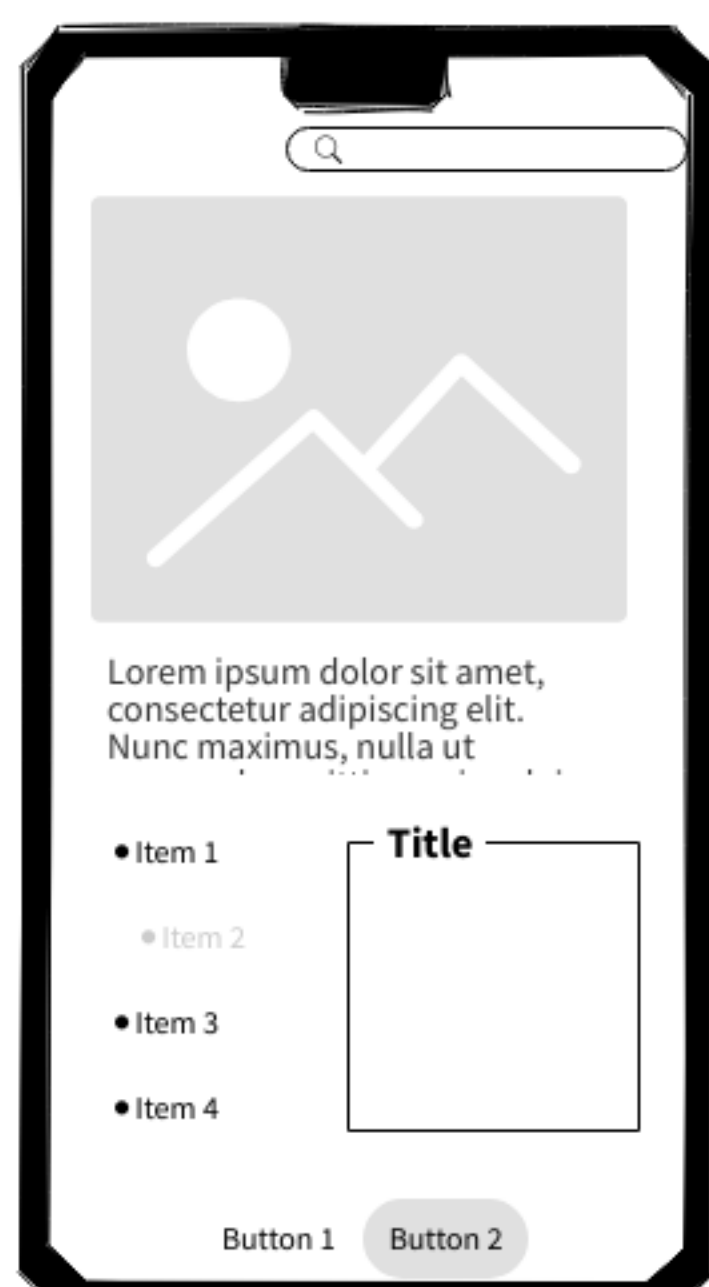 Lorem ipsum dolor sit amet,
consectetur adipiscing elit.
Nunc maximus, nulla ut
Item 1
Item 2
Item 3
Item 4
Title
Button 1
Button 2